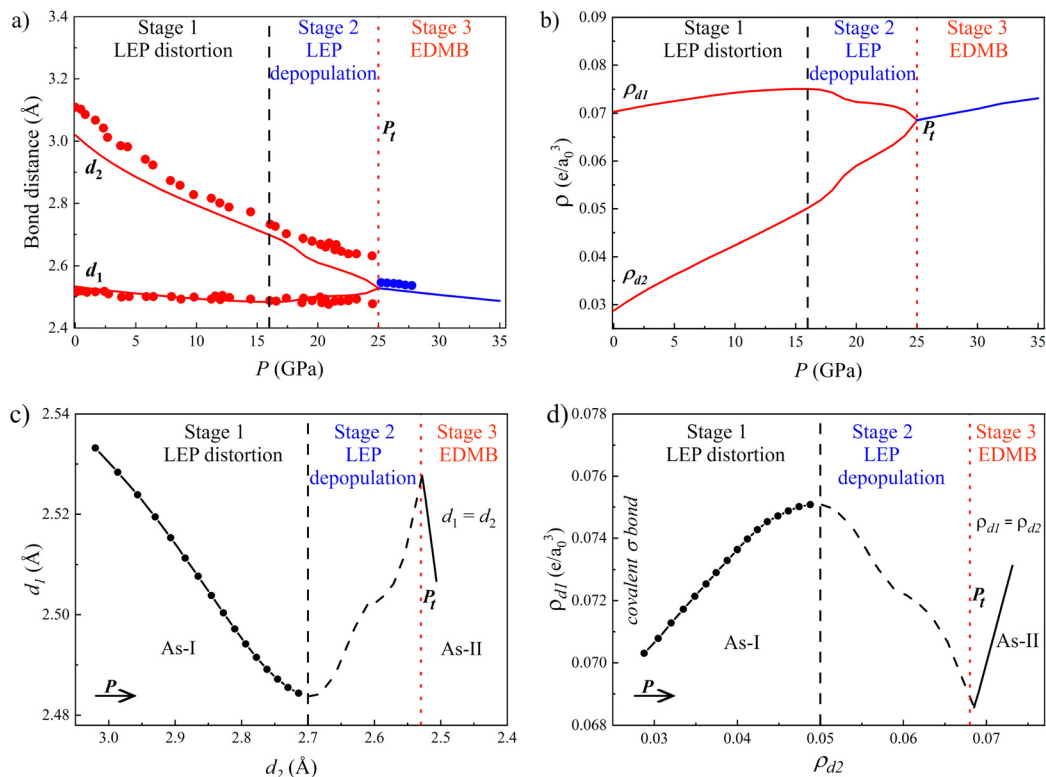 a)
Stage 1
LEP distortion
Stage 2
LEP
depopulation
Stage 3
EDMB
3.4
3.2
3.0
2.8
2.6
2.4
Bond distance (Å)
d2
d1
Pt
0 5 10 15 20 25 30 35
P (GPa)
b)
Stage 1
LEP distortion
Stage 2
LEP
depopulation
Stage 3
EDMB
0.09
0.08
0.07
0.06
0.05
0.04
0.03
ρ (e/a₀³)
ρd1
ρd2
Pt
0 5 10 15 20 25 30 35
P (GPa)
c)
Stage 1
LEP distortion
Stage 2
LEP
depopulation
Stage 3
EDMB
2.54
2.52
2.50
2.48
d1 (Å)
d1 = d2
Pt
As-I
As-II
P
3.0 2.9 2.8 2.7 2.6 2.5 2.4
d2 (Å)
d)
Stage 1
LEP distortion
Stage 2
LEP
depopulation
Stage 3
EDMB
0.078
0.076
0.074
0.072
0.070
0.068
ρd1 (e/a₀³)
covalent σ bond
ρd1 = ρd2
Pt
As-I
As-II
P
0.03 0.04 0.05 0.06 0.07
ρd2